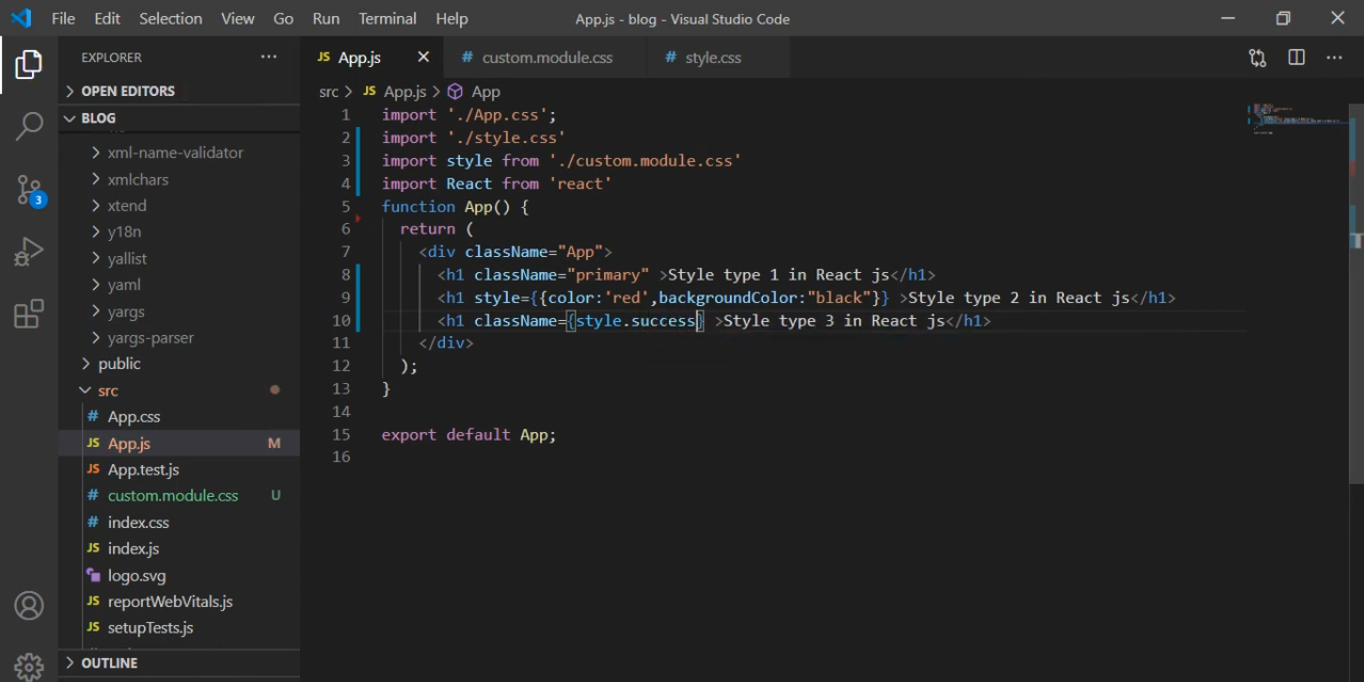 File Edit Selection View Go Run Terminal Help App.js - blog - Visual Studio Code
EXPLORER ···
OPEN EDITORS
BLOG
xml-name-validator
xmlchars
xtend
y18n
yallist
yaml
yargs
yargs-parser
public
src
# App.css
JS App.js M
JS App.test.js
# custom.module.css U
# index.css
JS index.js
logo.svg
JS reportWebVitals.js
JS setupTests.js
OUTLINE
3
JS App.js # custom.module.css # style.css
src > JS App.js > App
1 import './App.css';
2 import './style.css'
3 import style from './custom.module.css'
4 import React from 'react'
5 function App() {
6 return (
7 <div className="App">
8 <h1 className="primary" >Style type 1 in React js</h1>
9 <h1 style={{color:'red',backgroundColor:"black"}} >Style type 2 in React js</h1>
10 <h1 className={style.success} >Style type 3 in React js</h1>
11 </div>
12 );
13 }
14
15 export default App;
16